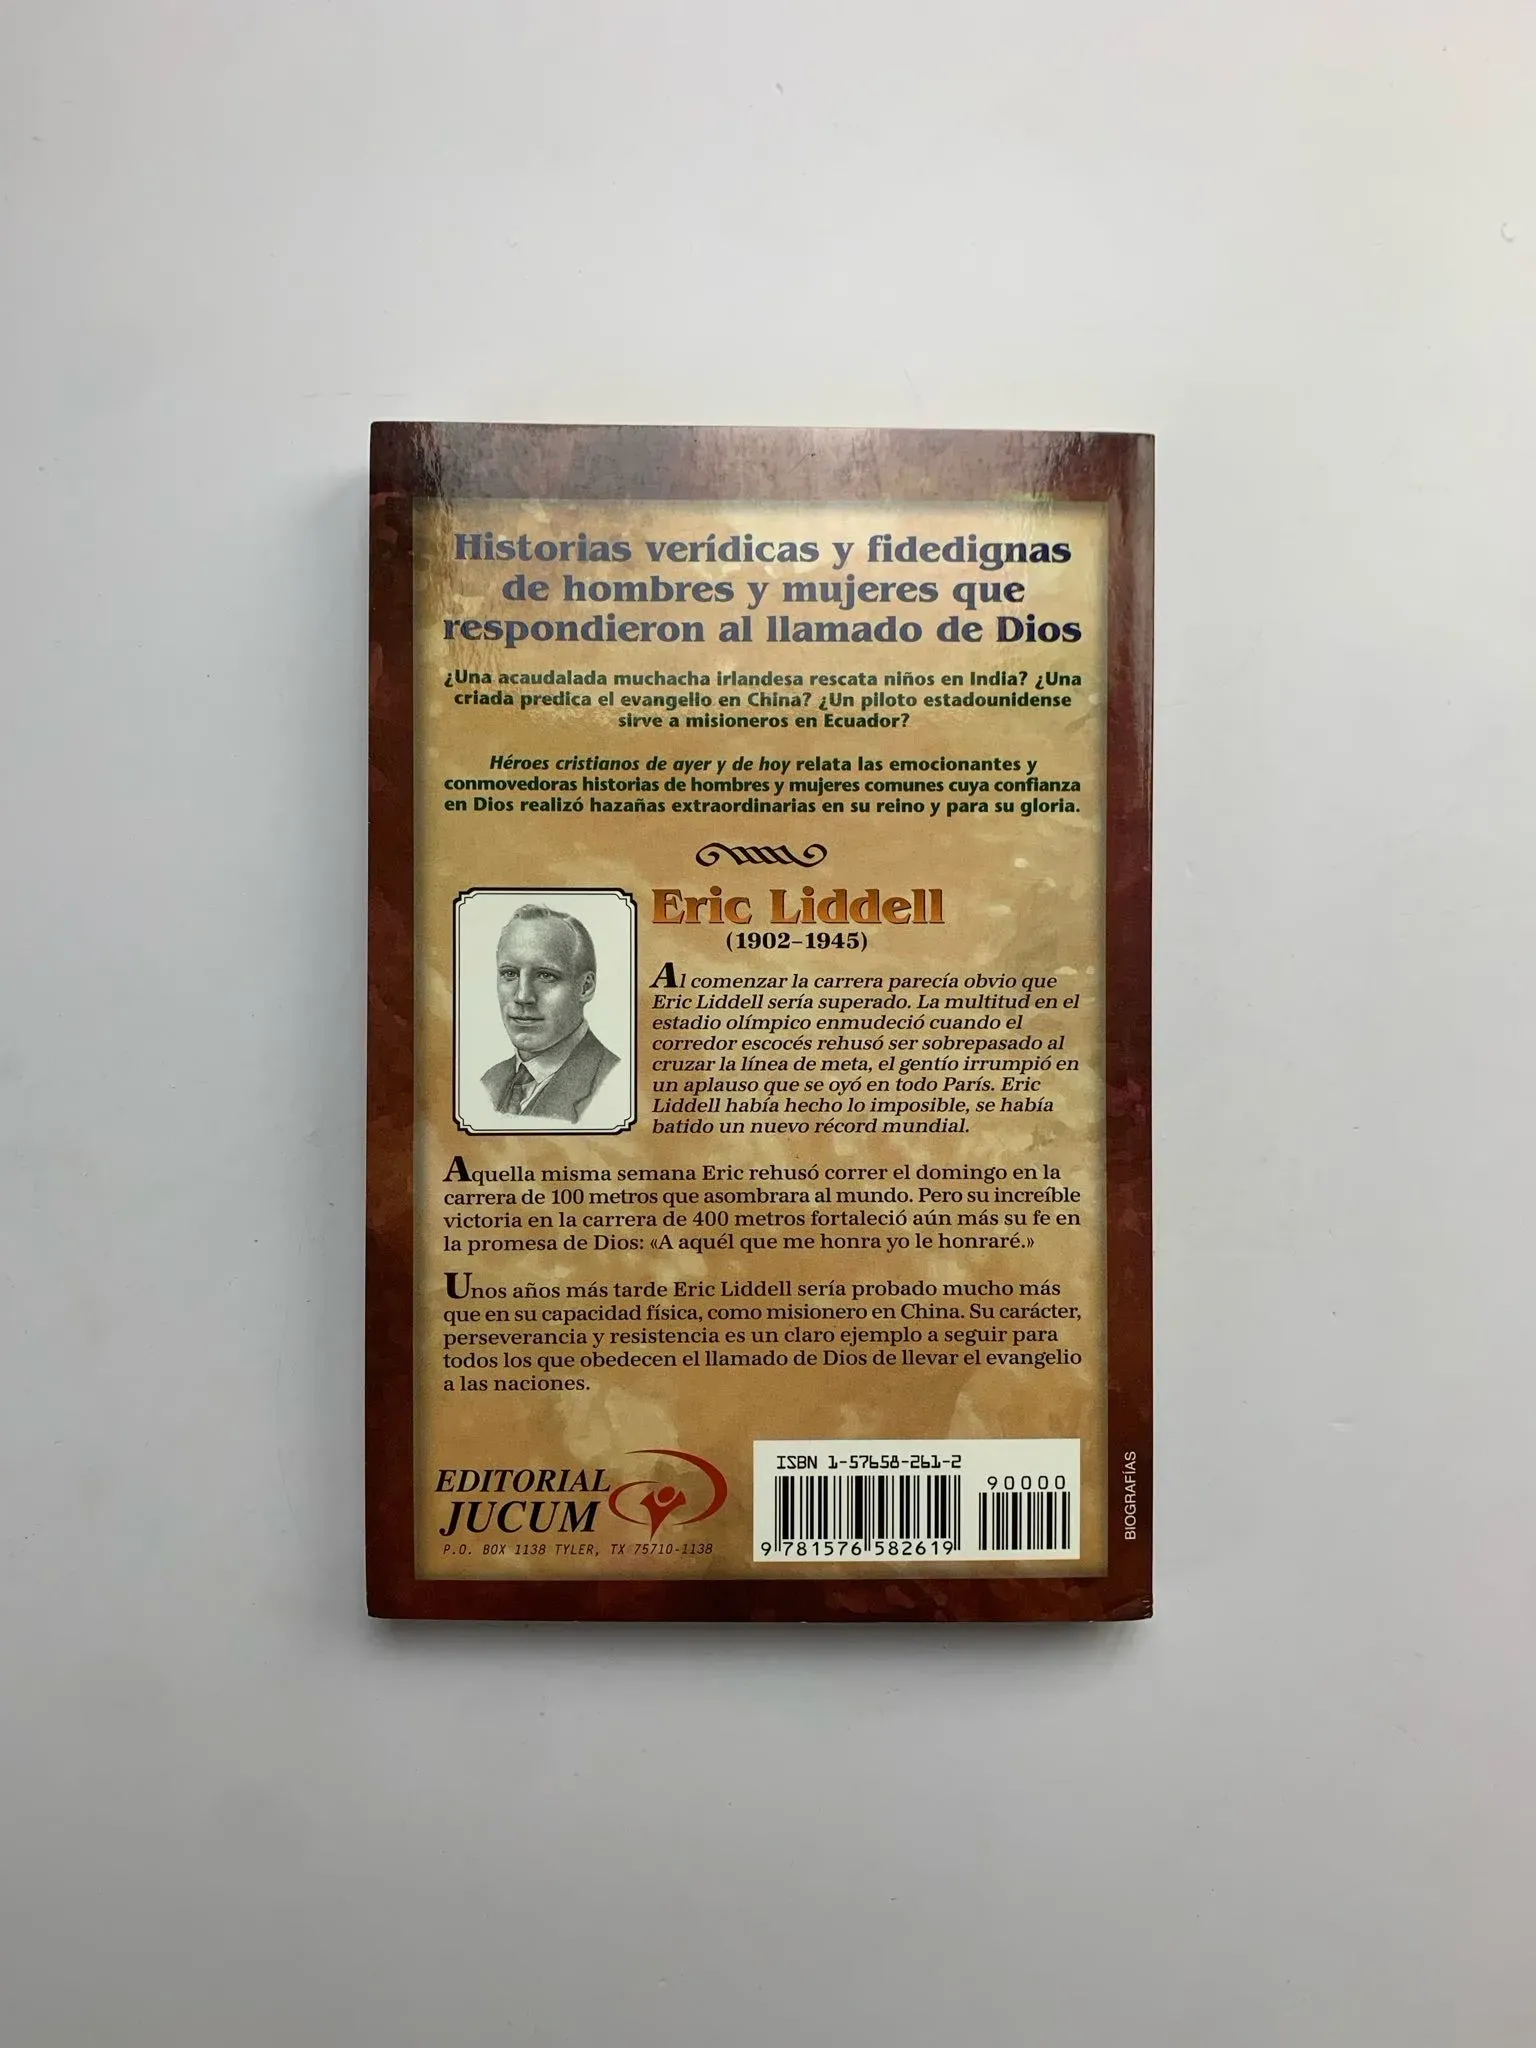 Historias verídicas y fidedignas
de hombres y mujeres que
respondieron al llamado de Dios
¿Una acaudalada muchacha irlandesa rescata niños en India? ¿Una
criada predica el evangelio en China? ¿Un piloto estadounidense
sirve a misioneros en Ecuador?
Héroes cristianos de ayer y de hoy relata las emocionantes y
conmovedoras historias de hombres y mujeres comunes cuya confianza
en Dios realizó hazañas extraordinarias en su reino y para su gloria.
Eric Liddell
(1902-1945)
Al comenzar la carrera parecía obvio que
Eric Liddell sería superado. La multitud en el
estadio olímpico enmudeció cuando el
corredor escocés rehusó ser sobrepasado al
cruzar la línea de meta, el gentío irrumpió en
un aplauso que se oyó en todo París. Eric
Liddell había hecho lo imposible, se había
batido un nuevo récord mundial.
Aquella misma semana Eric rehusó correr el domingo en la
carrera de 100 metros que asombrara al mundo. Pero su increíble
victoria en la carrera de 400 metros fortaleció aún más su fe en
la promesa de Dios: «A aquél que me honra yo le honraré.»
Unos años más tarde Eric Liddell sería probado mucho más
que en su capacidad física, como misionero en China. Su carácter,
perseverancia y resistencia es un claro ejemplo a seguir para
todos los que obedecen el llamado de Dios de llevar el evangelio
a las naciones.
EDITORIAL
JUCUM
P.O. BOX 1138 TYLER, TX 75710-1138
ISBN 1-57658-261-2
90000
9 781576 582619
BIOGRAFÍAS